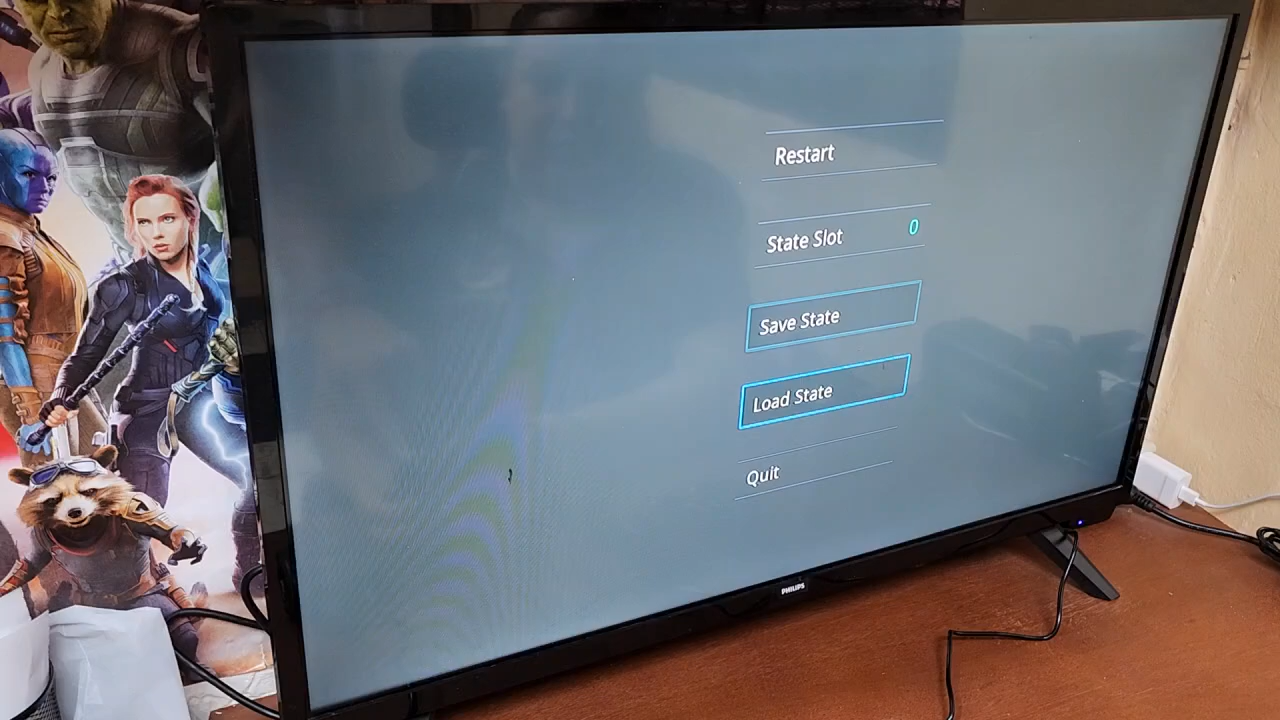 Restart
State Slot 0
Save State
Load State
Quit
PHILIPS